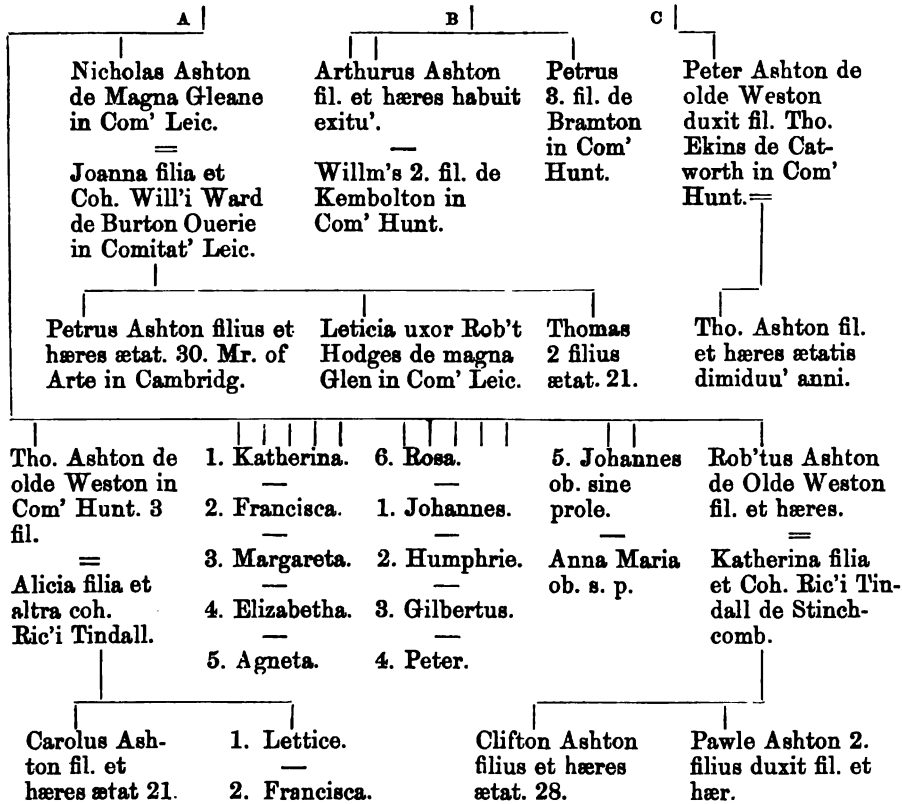 A B C
Nicholas Ashton
de Magna Gleane
in Com' Leic.
=
Joanna filia et
Coh. Will'i Ward
de Burton Ouerie
in Comitat' Leic.
Arthurus Ashton
fil. et hæres habuit
exitu'.
—
Willm's 2. fil. de
Kembolton in
Com' Hunt.
Petrus
3. fil. de
Bramton
in Com'
Hunt.
Peter Ashton de
olde Weston
duxit fil. Tho.
Ekins de Cat-
worth in Com'
Hunt.=
Petrus Ashton filius et
hæres ætat. 30. Mr. of
Arte in Cambridg.
Leticia uxor Rob't
Hodges de magna
Glen in Com' Leic.
Thomas
2 filius
ætat. 21.
Tho. Ashton fil.
et hæres ætatis
dimiduu' anni.
Tho. Ashton de
olde Weston in
Com' Hunt. 3
fil.
=
Alicia filia et
altra coh.
Ric'i Tindall.
1. Katherina.
—
2. Francisca.
—
3. Margareta.
—
4. Elizabetha.
—
5. Agneta.
6. Rosa.
—
1. Johannes.
—
2. Humphrie.
—
3. Gilbertus.
—
4. Peter.
5. Johannes
ob. sine
prole.
—
Anna Maria
ob. s. p.
Rob'tus Ashton
de Olde Weston
fil. et hæres.
=
Katherina filia
et Coh. Ric'i Tin-
dall de Stinch-
comb.
Carolus Ash-
ton fil. et
hæres ætat 21.
1. Lettice.
—
2. Francisca.
Clifton Ashton
filius et hæres
ætat. 28.
Pawle Ashton 2.
filius duxit fil. et
hær.